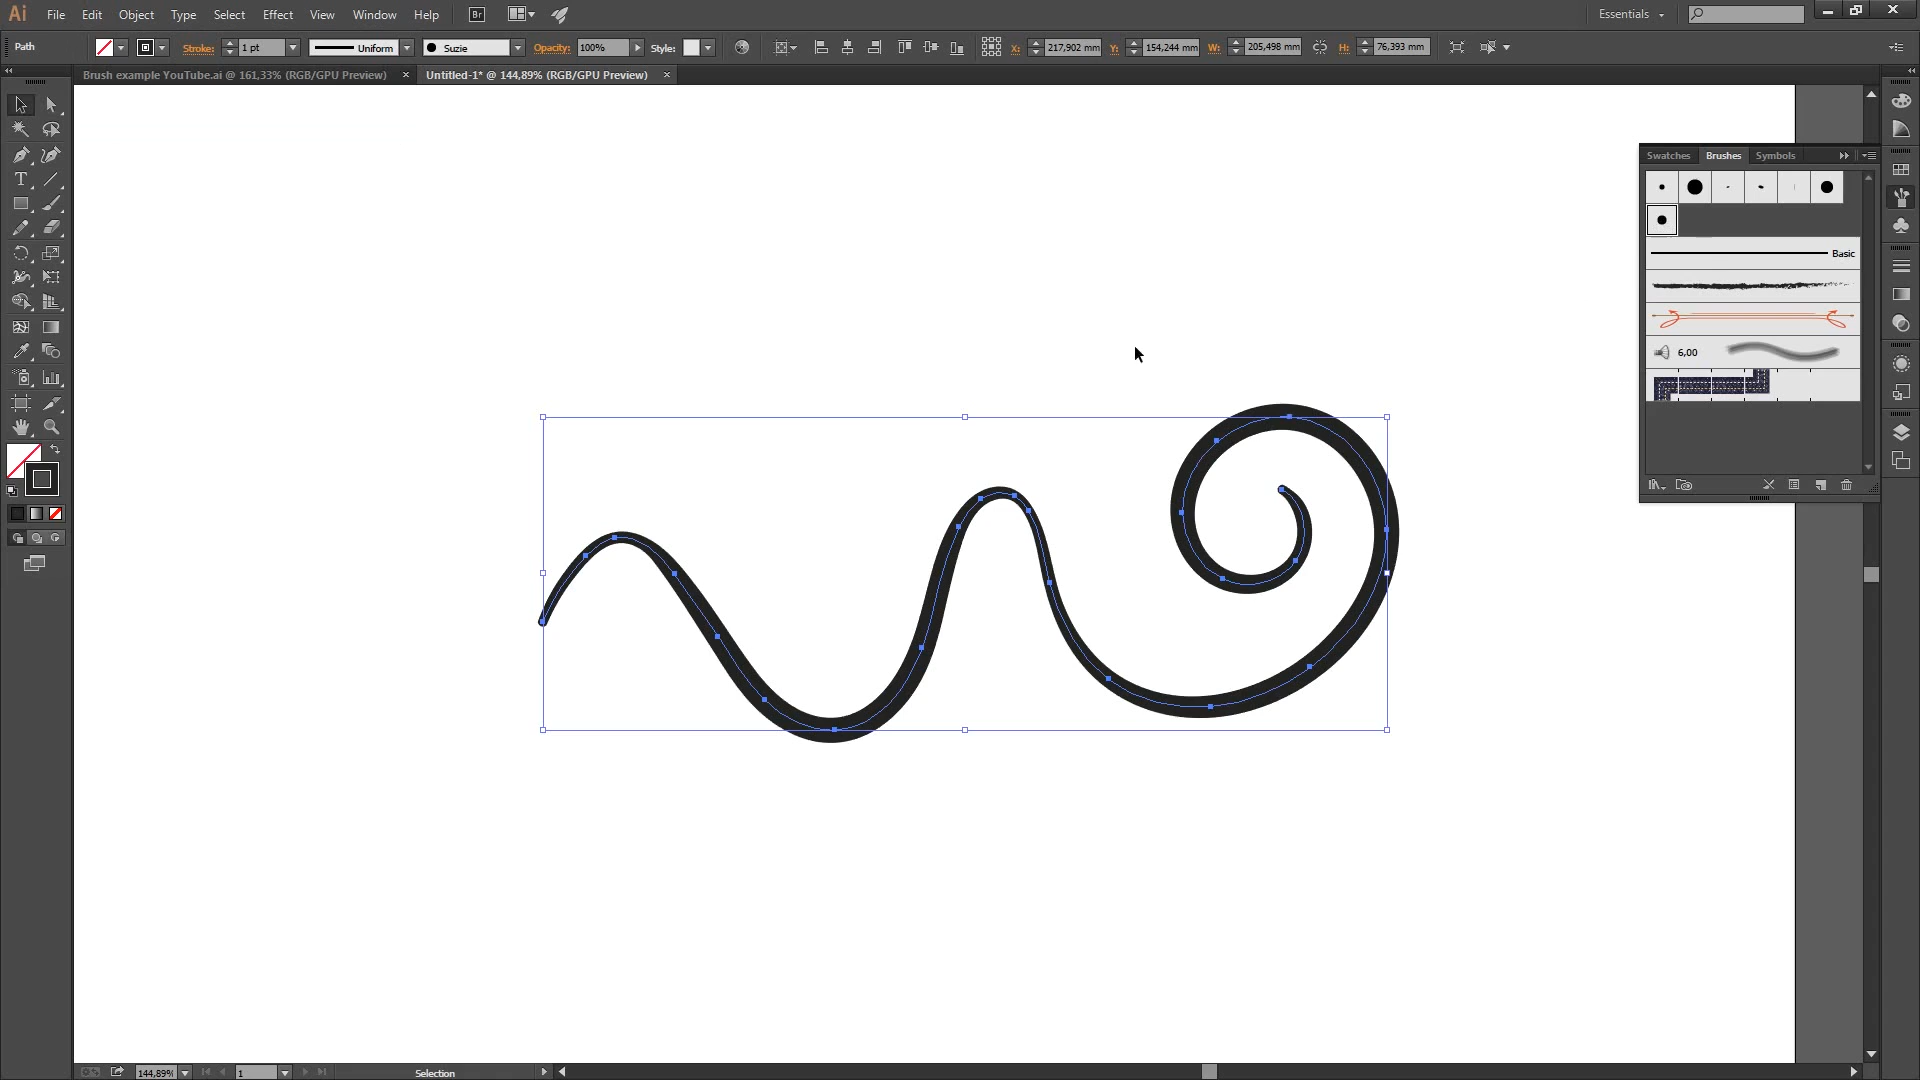 Ai File Edit Object Type Select Effect View Window Help Br Essentials
Path Stroke: 1 pt Uniform Suzie Opacity: 100% Style: X: 217,902 mm Y: 154,244 mm W: 205,498 mm H: 76,393 mm
Brush example YouTube.ai @ 161,33% (RGB/GPU Preview) × Untitled-1* @ 144,89% (RGB/GPU Preview) ×
Swatches Brushes Symbols
Basic
6,00
144,89% 1 Selection